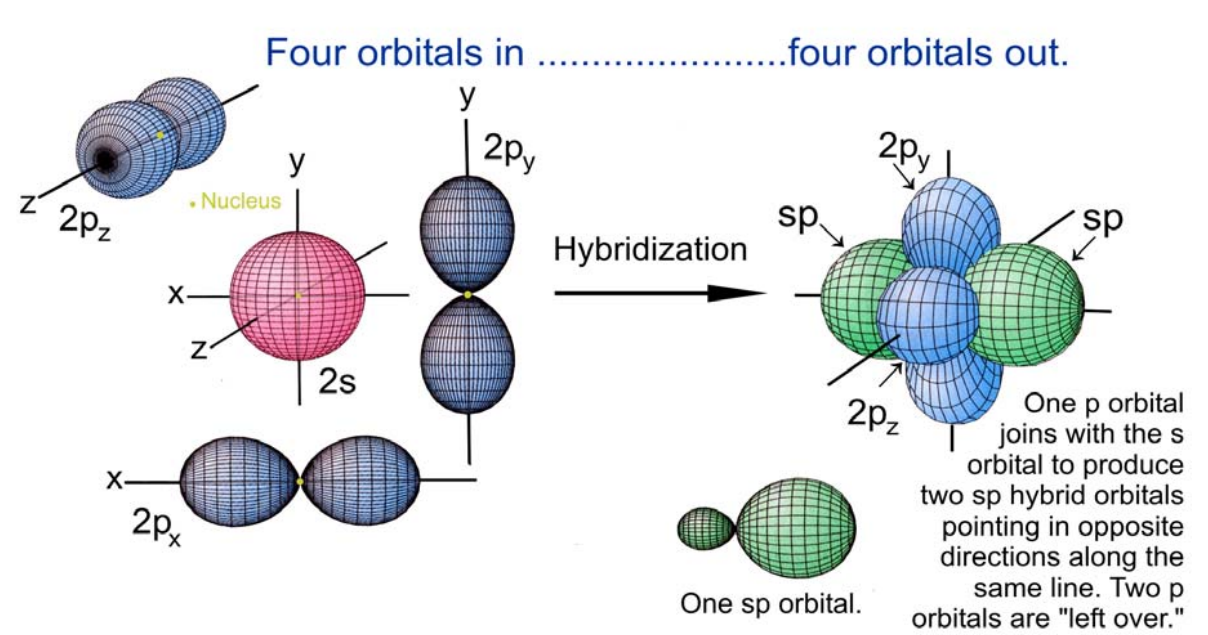 Four orbitals in .......................four orbitals out.
z
2pz
Nucleus
y
x
z
2s
y
2py
x
2px
Hybridization
2py
sp
sp
2pz
One sp orbital.
One p orbital
joins with the s
orbital to produce
two sp hybrid orbitals
pointing in opposite
directions along the
same line. Two p
orbitals are "left over."